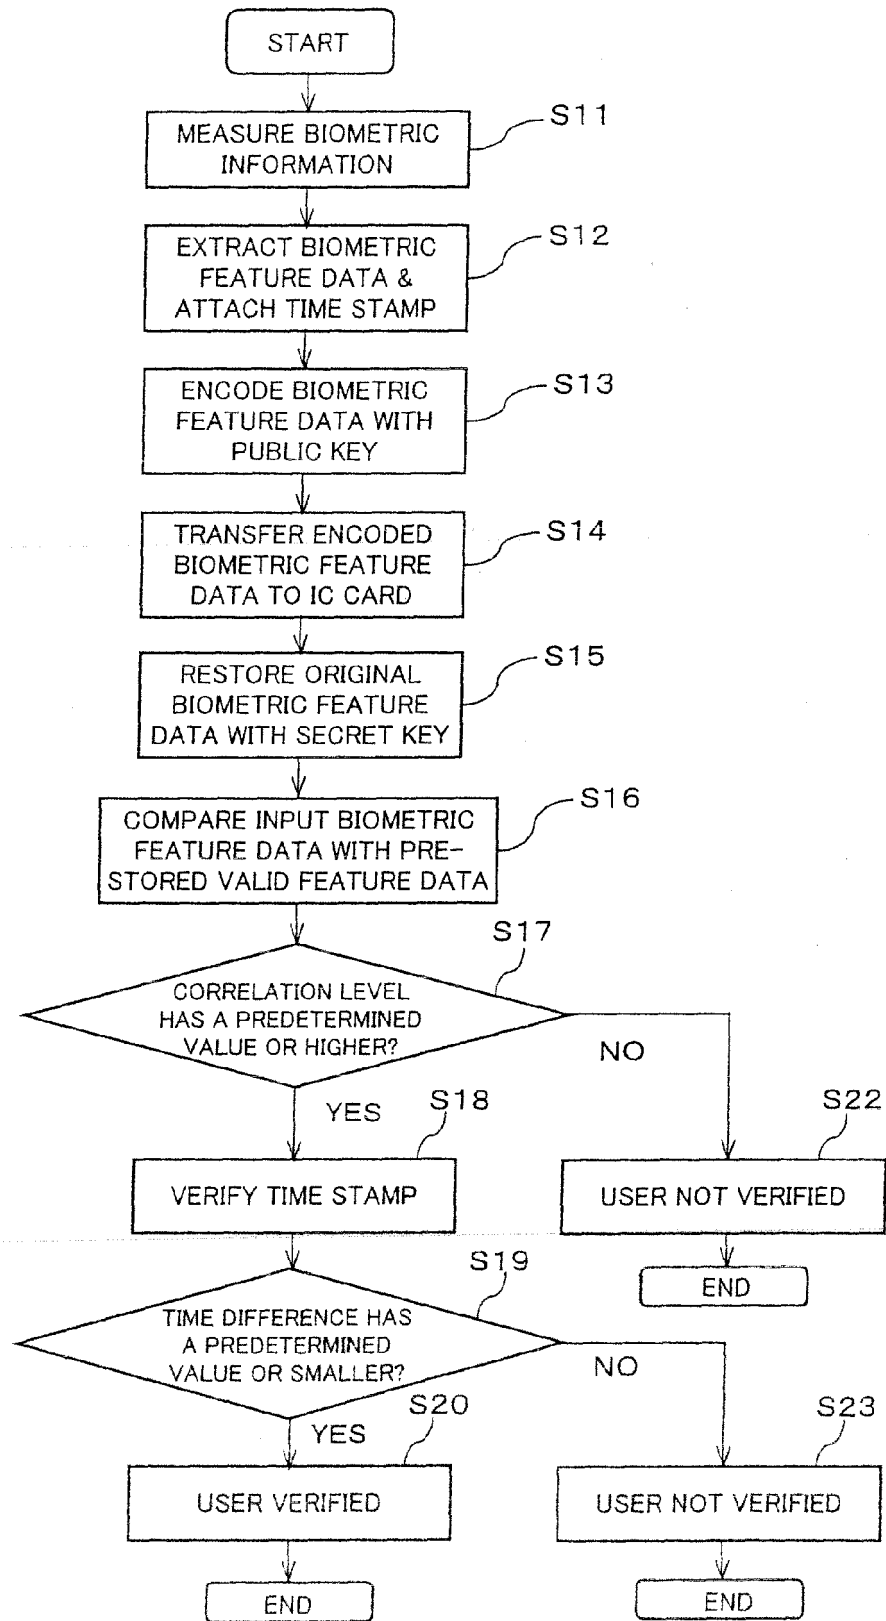 START
S11
MEASURE BIOMETRIC
INFORMATION
S12
EXTRACT BIOMETRIC
FEATURE DATA &
ATTACH TIME STAMP
S13
ENCODE BIOMETRIC
FEATURE DATA WITH
PUBLIC KEY
S14
TRANSFER ENCODED
BIOMETRIC FEATURE
DATA TO IC CARD
S15
RESTORE ORIGINAL
BIOMETRIC FEATURE
DATA WITH SECRET KEY
S16
COMPARE INPUT BIOMETRIC
FEATURE DATA WITH PRE-
STORED VALID FEATURE DATA
S17
CORRELATION LEVEL
HAS A PREDETERMINED
VALUE OR HIGHER?
NO
YES
S18
VERIFY TIME STAMP
S22
USER NOT VERIFIED
END
S19
TIME DIFFERENCE HAS
A PREDETERMINED
VALUE OR SMALLER?
NO
YES
S20
USER VERIFIED
END
S23
USER NOT VERIFIED
END